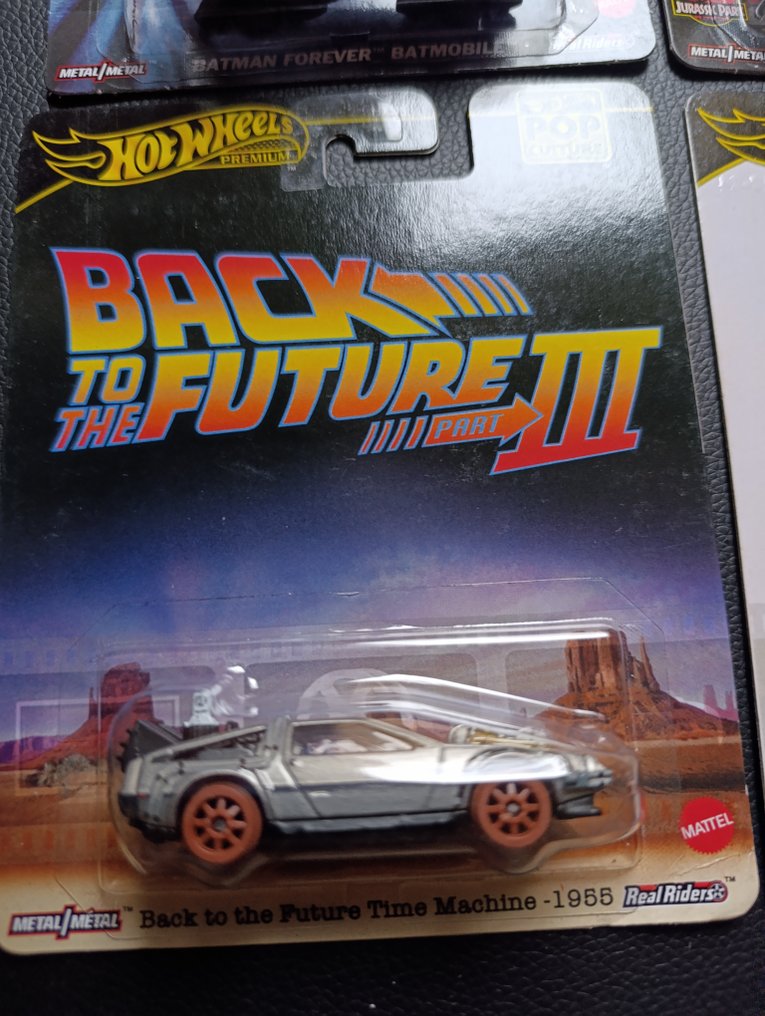 METAL/METAL
BATMAN FOREVER™ BATMOBILE
Real Riders
JURASSIC PARK
METAL/METAL
HOT WHEELS
PREMIUM
™
POP
CULTURE
BACK
TO
THE FUTURE III
PART
MATTEL
METAL/MÉTAL™ Back to the Future Time Machine -1955 Real Riders™